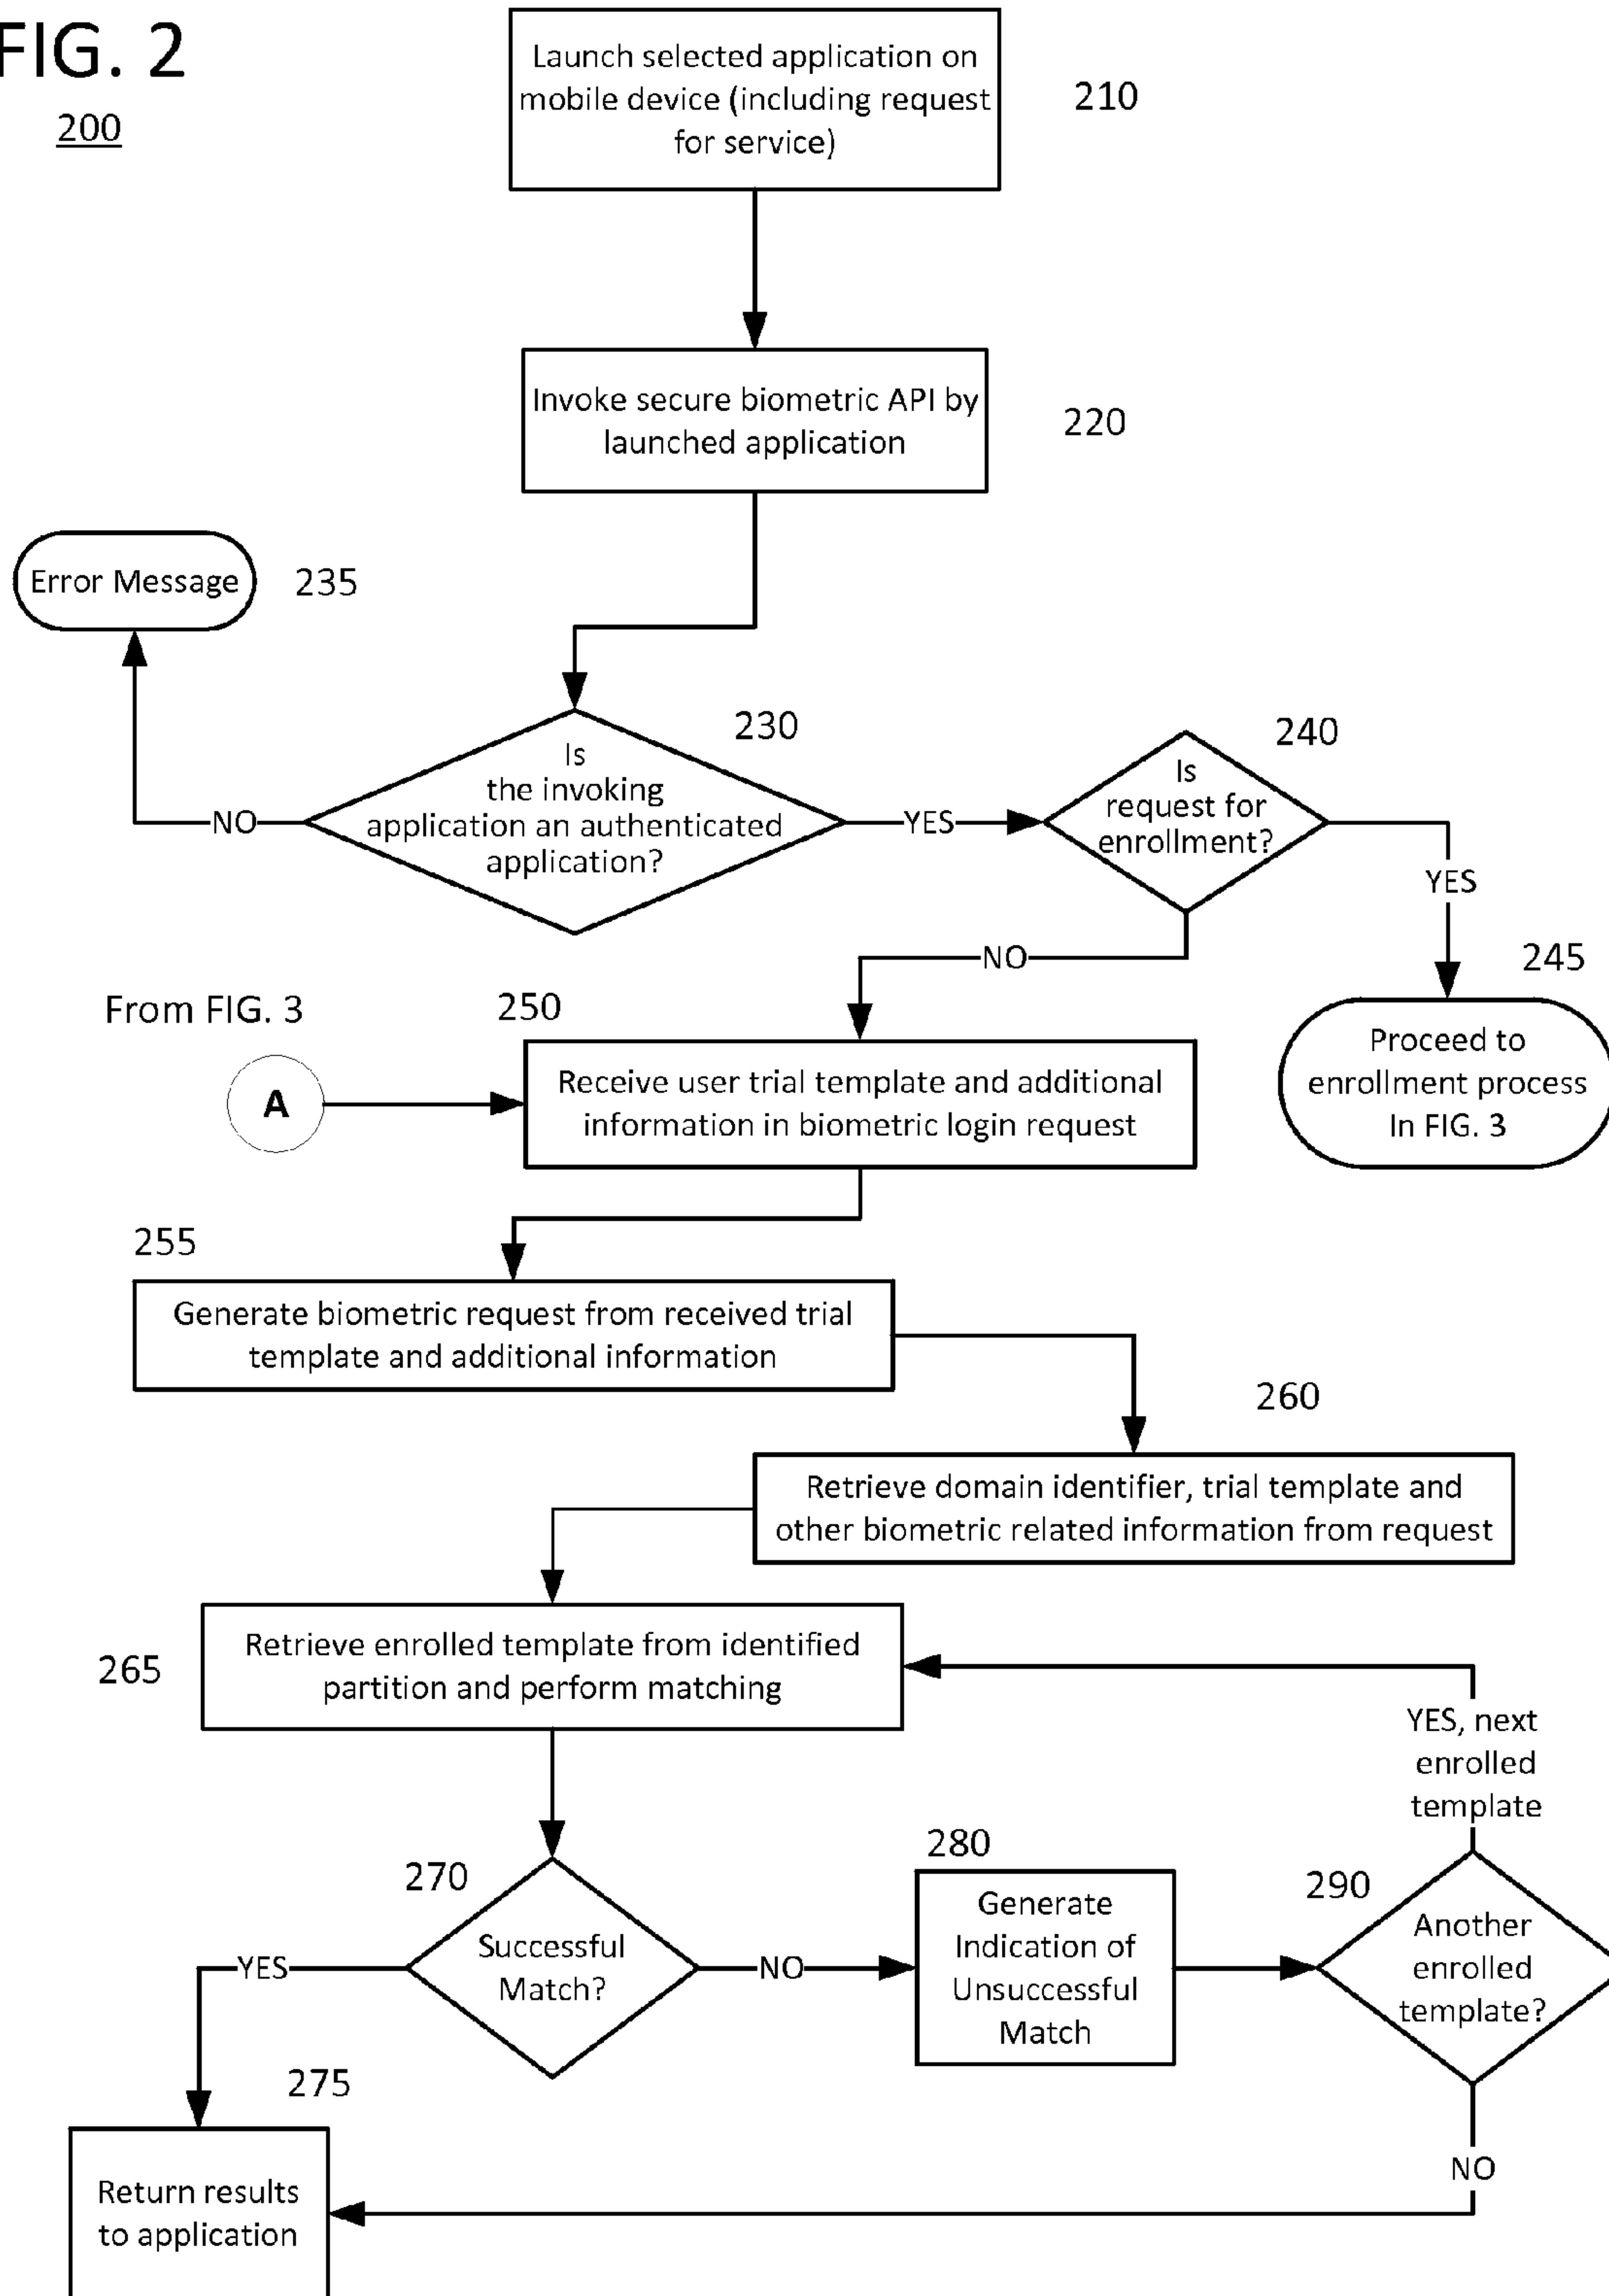 FIG. 2
200
Launch selected application on
mobile device (including request
for service)
210
Invoke secure biometric API by
launched application
220
Error Message
235
230
Is
the invoking
application an authenticated
application?
NO
YES
240
Is
request for
enrollment?
YES
NO
245
Proceed to
enrollment process
In FIG. 3
From FIG. 3
A
250
Receive user trial template and additional
information in biometric login request
255
Generate biometric request from received trial
template and additional information
260
Retrieve domain identifier, trial template and
other biometric related information from request
265
Retrieve enrolled template from identified
partition and perform matching
YES, next
enrolled
template
270
Successful
Match?
YES
NO
280
Generate
Indication of
Unsuccessful
Match
290
Another
enrolled
template?
NO
275
Return results
to application